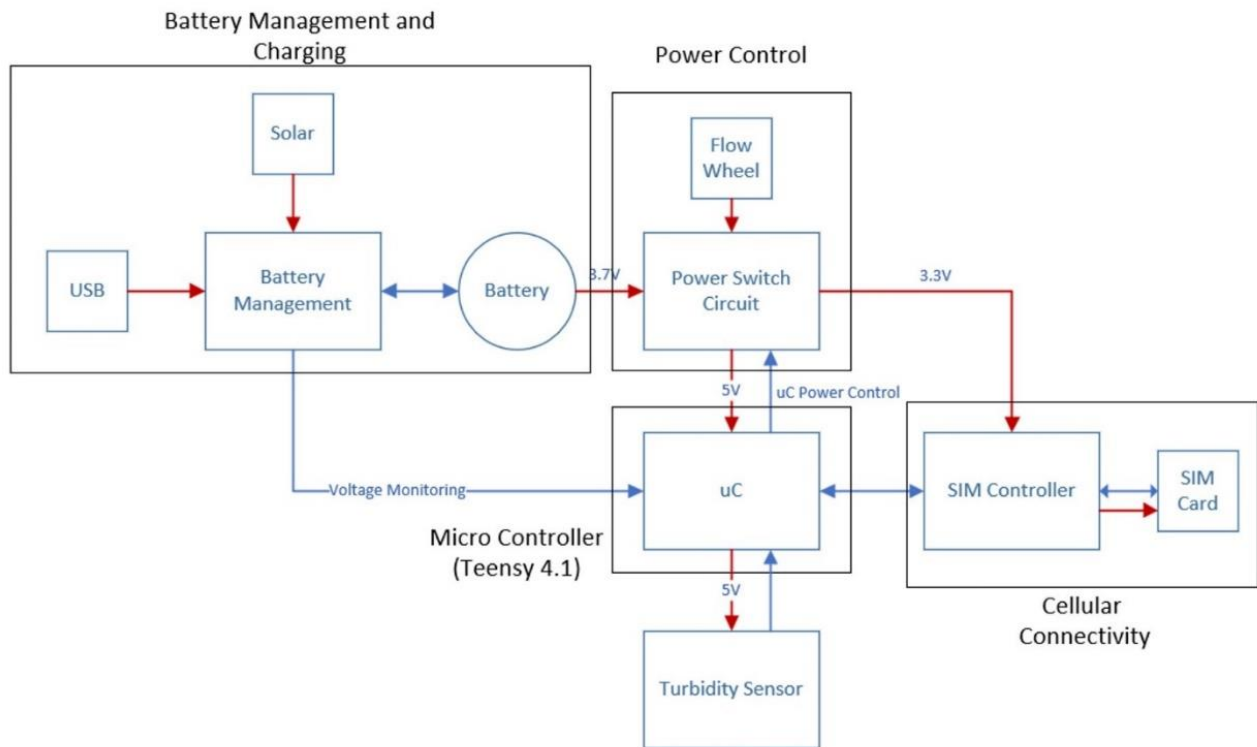 Battery Management and
Charging
Power Control
Solar
Flow
Wheel
USB
Battery
Management
Battery
3.7V
Power Switch
Circuit
3.3V
5V
uC Power Control
Voltage Monitoring
uC
SIM Controller
SIM
Card
Micro Controller
(Teensy 4.1)
5V
Cellular
Connectivity
Turbidity Sensor